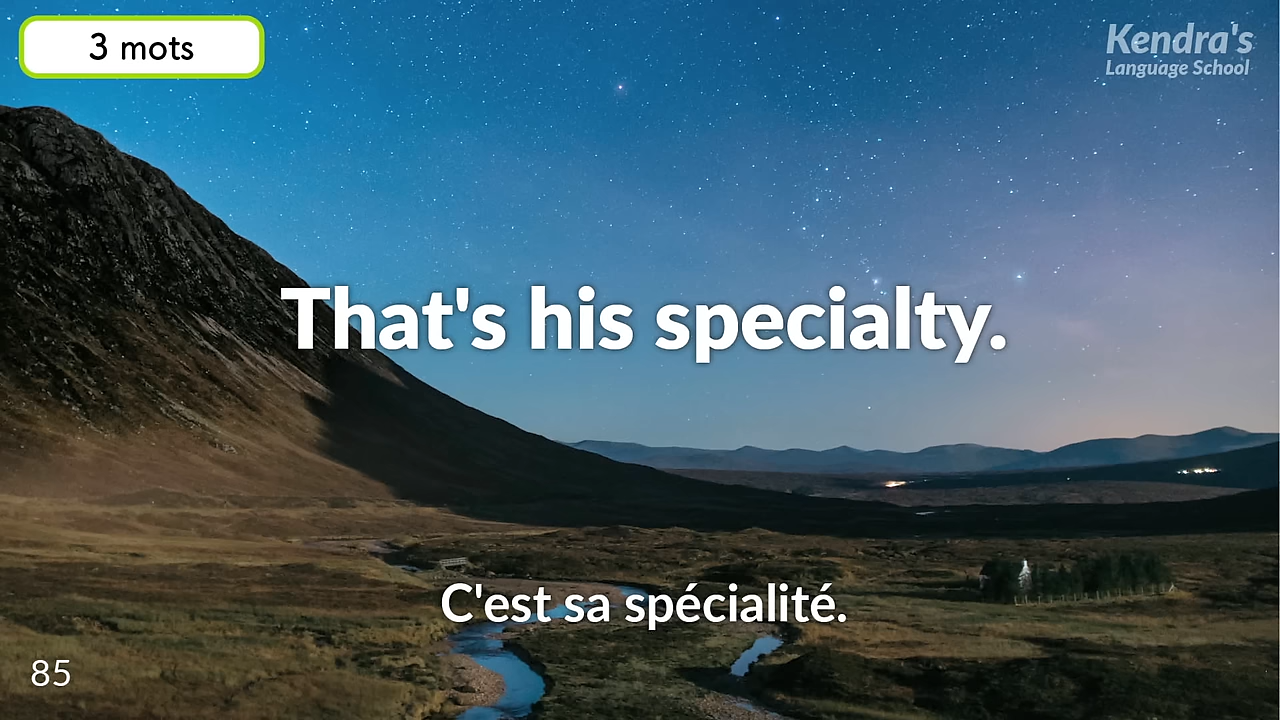 3 mots
Kendra's
Language School
That's his specialty.
C'est sa spécialité.
85